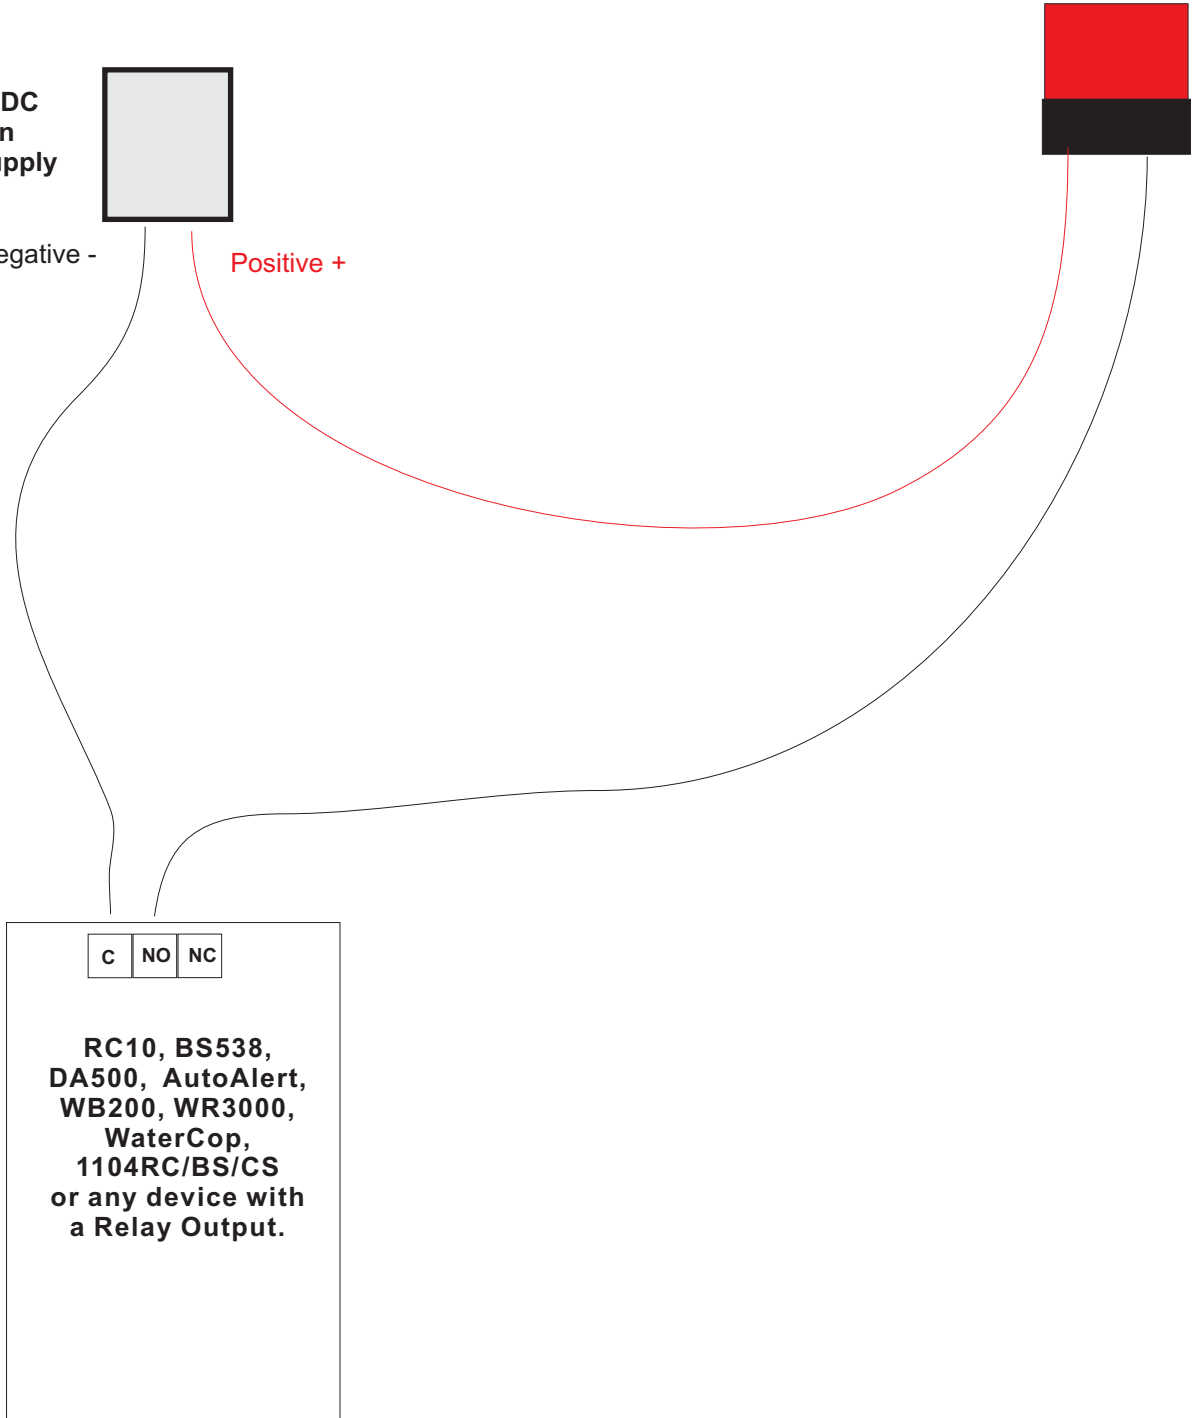 DC
upply
egative -
Positive +
C NO NC
RC10, BS538,
DA500, AutoAlert,
WB200, WR3000,
WaterCop,
1104RC/BS/CS
or any device with
a Relay Output.